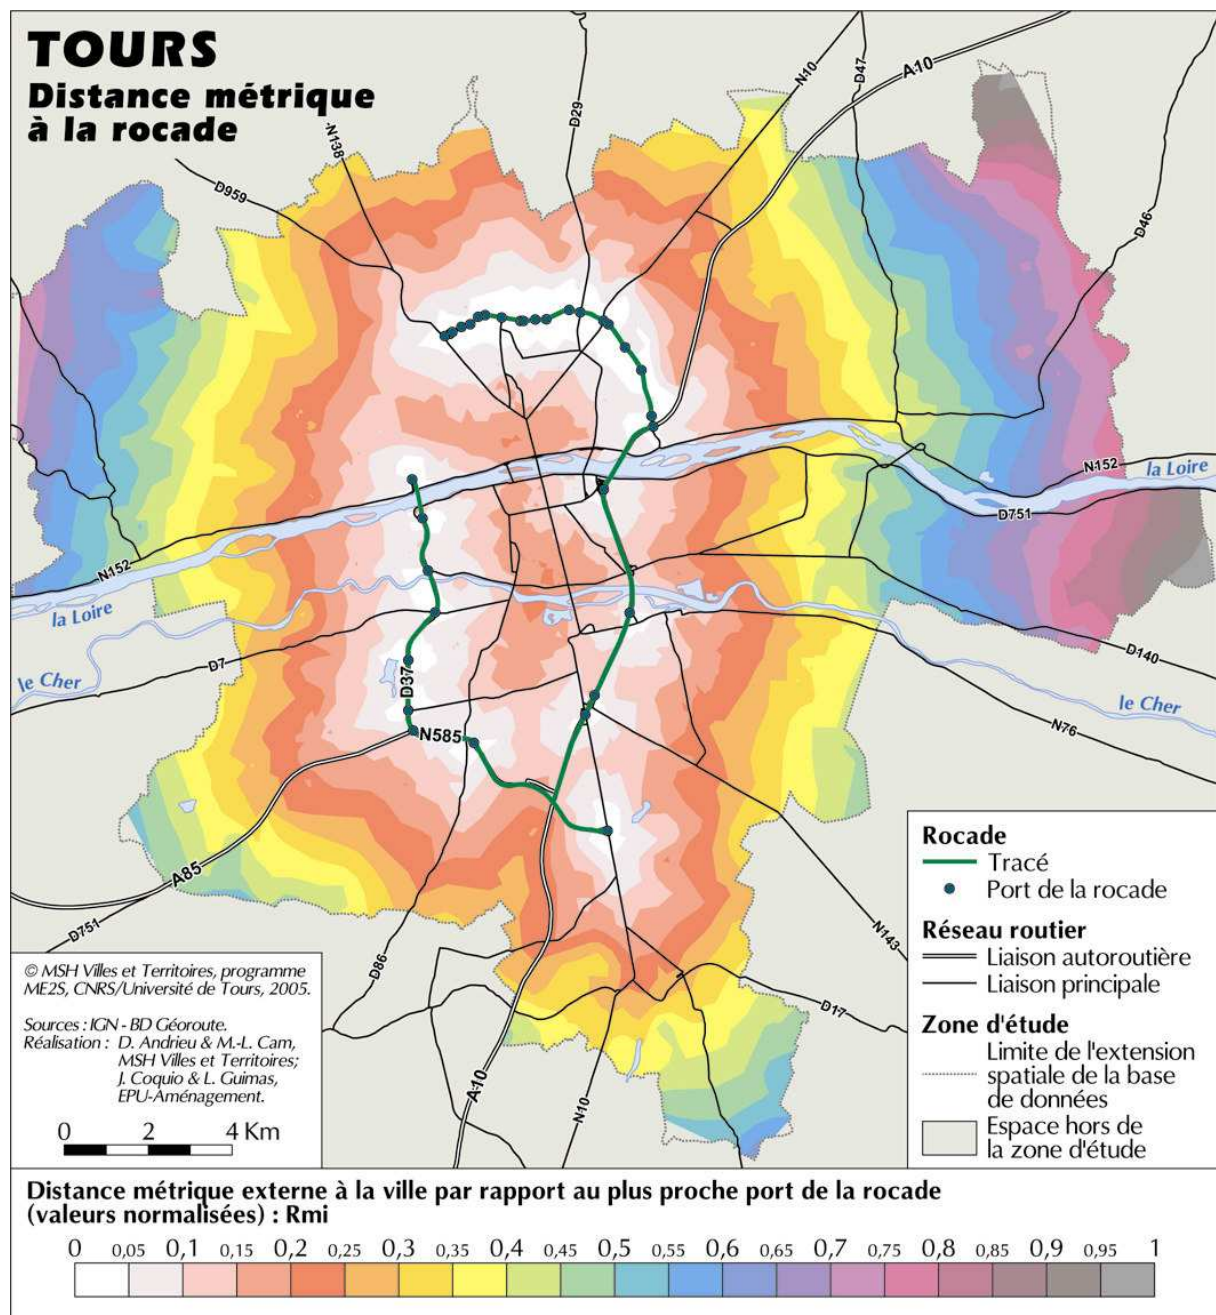 TOURS
Distance métrique
à la rocade
N138
D959
D29
N10
D47
A10
D46
N152
la Loire
D751
N152
la Loire
D7
le Cher
D37
N585
D140
le Cher
N76
A85
D751
D86
N143
D17
A10
N10
Rocade
Tracé
Port de la rocade
Réseau routier
Liaison autoroutière
Liaison principale
Zone d'étude
Limite de l'extension
spatiale de la base
de données
Espace hors de
la zone d'étude
© MSH Villes et Territoires, programme
ME2S, CNRS/Université de Tours, 2005.
Sources : IGN - BD Géoroute.
Réalisation : D. Andrieu & M.-L. Cam,
MSH Villes et Territoires;
J. Coquio & L. Guimas,
EPU-Aménagement.
0 2 4 Km
Distance métrique externe à la ville par rapport au plus proche port de la rocade
(valeurs normalisées) : Rmi
0 0,05 0,1 0,15 0,2 0,25 0,3 0,35 0,4 0,45 0,5 0,55 0,6 0,65 0,7 0,75 0,8 0,85 0,9 0,95 1